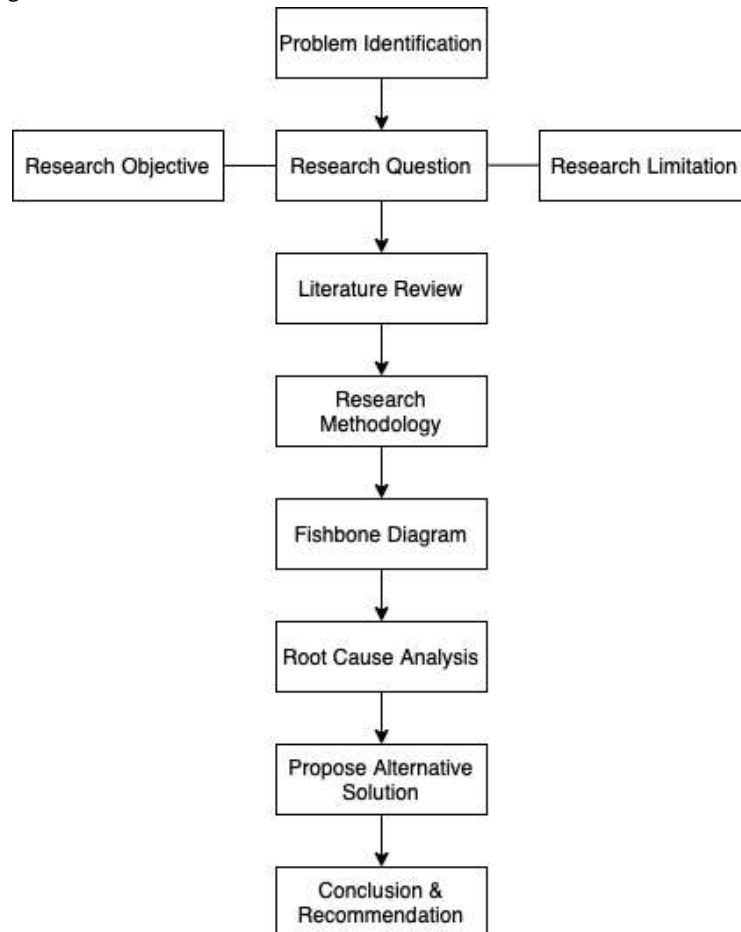 Problem Identification
Research Objective
Research Question
Research Limitation
Literature Review
Research
Methodology
Fishbone Diagram
Root Cause Analysis
Propose Alternative
Solution
Conclusion &
Recommendation